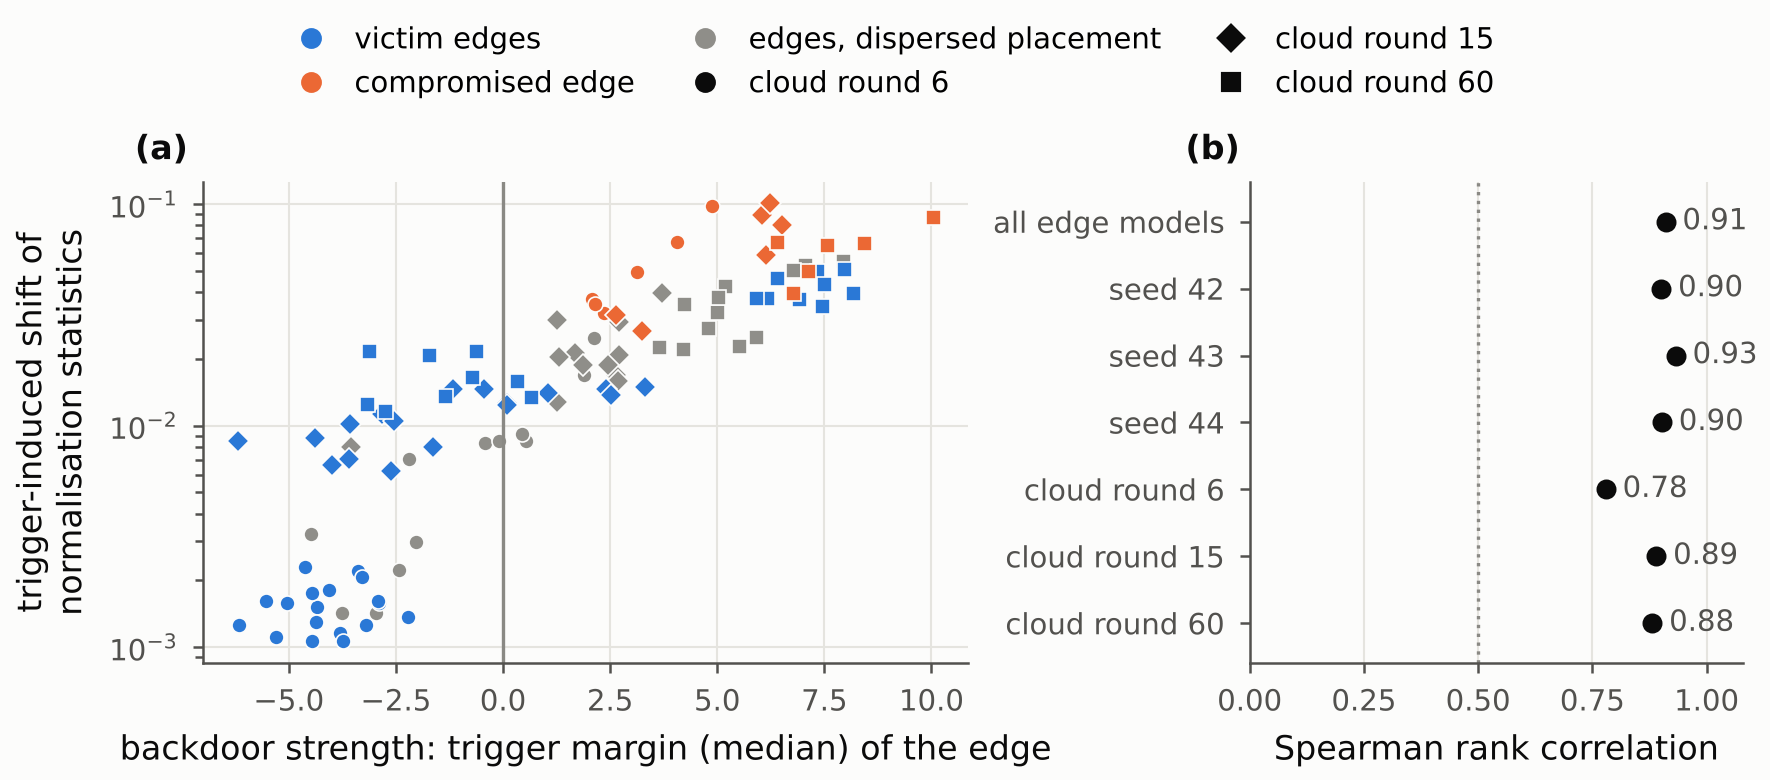 victim edges
compromised edge
edges, dispersed placement
cloud round 6
cloud round 15
cloud round 60
(a)
trigger-induced shift of
normalisation statistics
10⁻¹
10⁻²
10⁻³
−5.0 −2.5 0.0 2.5 5.0 7.5 10.0
backdoor strength: trigger margin (median) of the edge
(b)
all edge models 0.91
seed 42 0.90
seed 43 0.93
seed 44 0.90
cloud round 6 0.78
cloud round 15 0.89
cloud round 60 0.88
0.00 0.25 0.50 0.75 1.00
Spearman rank correlation